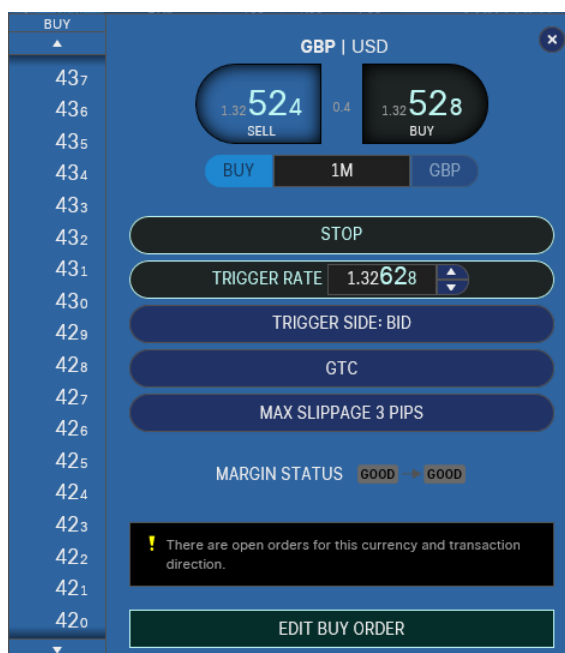 BUY
437
436
435
434
433
432
431
430
429
428
427
426
425
424
423
422
421
420
GBP | USD
1.32524 0.4 1.32528
SELL BUY
BUY 1M GBP
STOP
TRIGGER RATE 1.32628
TRIGGER SIDE: BID
GTC
MAX SLIPPAGE 3 PIPS
MARGIN STATUS GOOD GOOD
! There are open orders for this currency and transaction
direction.
EDIT BUY ORDER